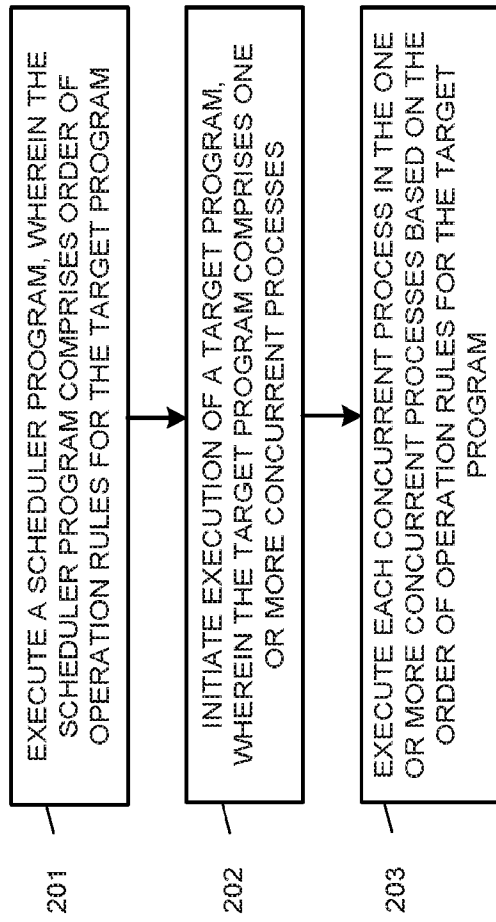 201
EXECUTE A SCHEDULER PROGRAM, WHEREIN THE
SCHEDULER PROGRAM COMPRISES ORDER OF
OPERATION RULES FOR THE TARGET PROGRAM
202
INITIATE EXECUTION OF A TARGET PROGRAM,
WHEREIN THE TARGET PROGRAM COMPRISES ONE
OR MORE CONCURRENT PROCESSES
203
EXECUTE EACH CONCURRENT PROCESS IN THE ONE
OR MORE CONCURRENT PROCESSES BASED ON THE
ORDER OF OPERATION RULES FOR THE TARGET
PROGRAM